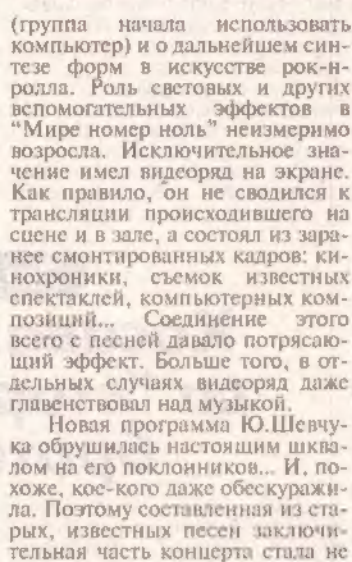 (группа начала использовать
компьютер) и о дальнейшем син-
тезе форм в искусстве рок-н-
ролла. Роль световых и других
вспомогательных эффектов в
"Мире номер ноль" неизмеримо
возросла. Исключительное зна-
чение имел видеоряд на экране.
Как правило, он не сводился к
трансляции происходившего на
сцене и в зале, а состоял из зара-
нее смонтированных кадров: ки-
нохроники, съемок известных
спектаклей, компьютерных ком-
позиций... Соединение этого
всего с песней давало потрясаю-
щий эффект. Больше того, в от-
дельных случаях видеоряд даже
главенствовал над музыкой.
Новая программа Ю.Шевчу-
ка обрушилась настоящим шква-
лом на его поклонников... И, по-
хоже, кое-кого даже обескуражи-
ла. Поэтому составленная из ста-
рых, известных песен заключи-
тельная часть концерта стала не